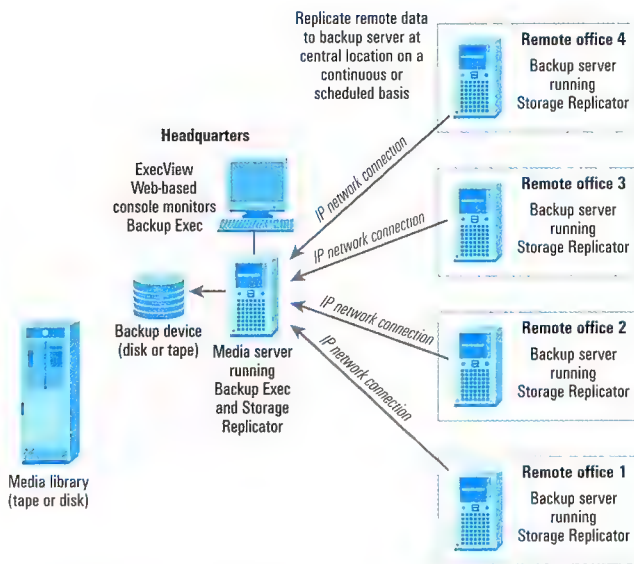 Replicate remote data
to backup server at
central location on a
continuous or
scheduled basis
Remote office 4
Backup server
running
Storage Replicator
Headquarters
ExecView
Web-based
console monitors
Backup Exec
IP network connection
Remote office 3
Backup server
running
Storage Replicator
IP network connection
Backup device
(disk or tape)
Media server
running
Backup Exec
and Storage
Replicator
IP network connection
Remote office 2
Backup server
running
Storage Replicator
IP network connection
Media library
(tape or disk)
Remote office 1
Backup server
running
Storage Replicator